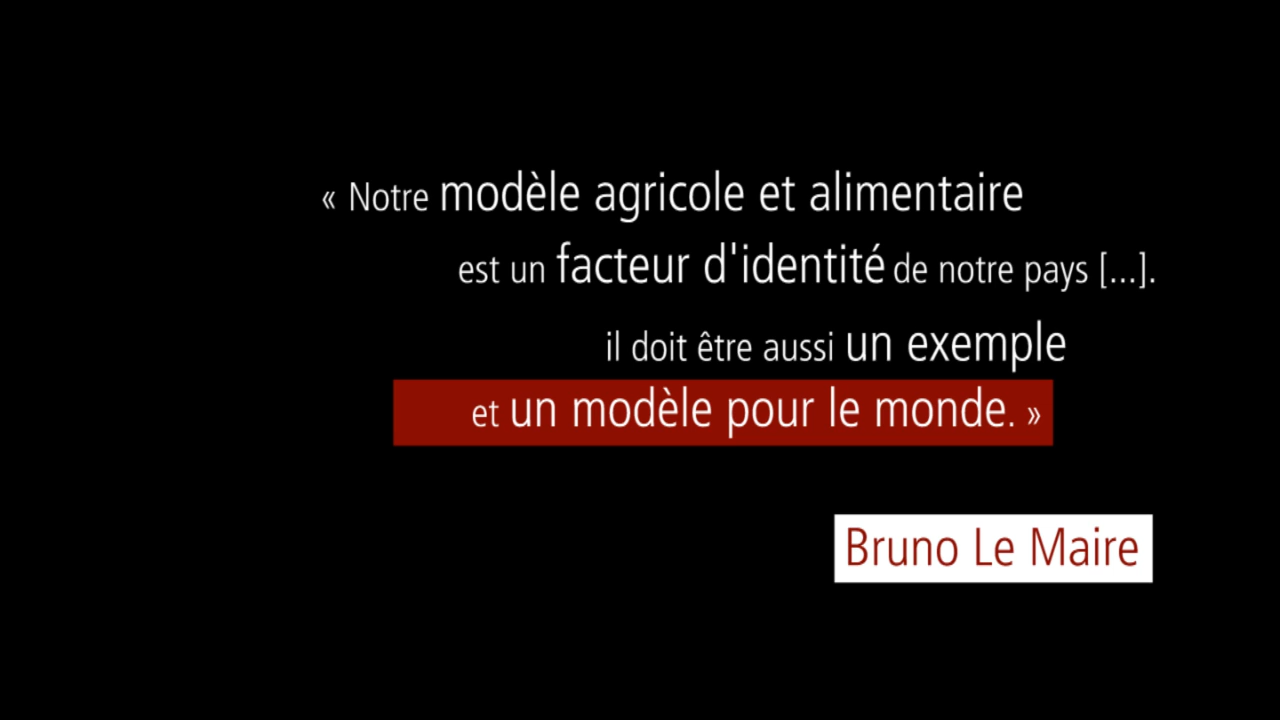 « Notre modèle agricole et alimentaire
est un facteur d'identité de notre pays [...].
il doit être aussi un exemple
et un modèle pour le monde. »
Bruno Le Maire